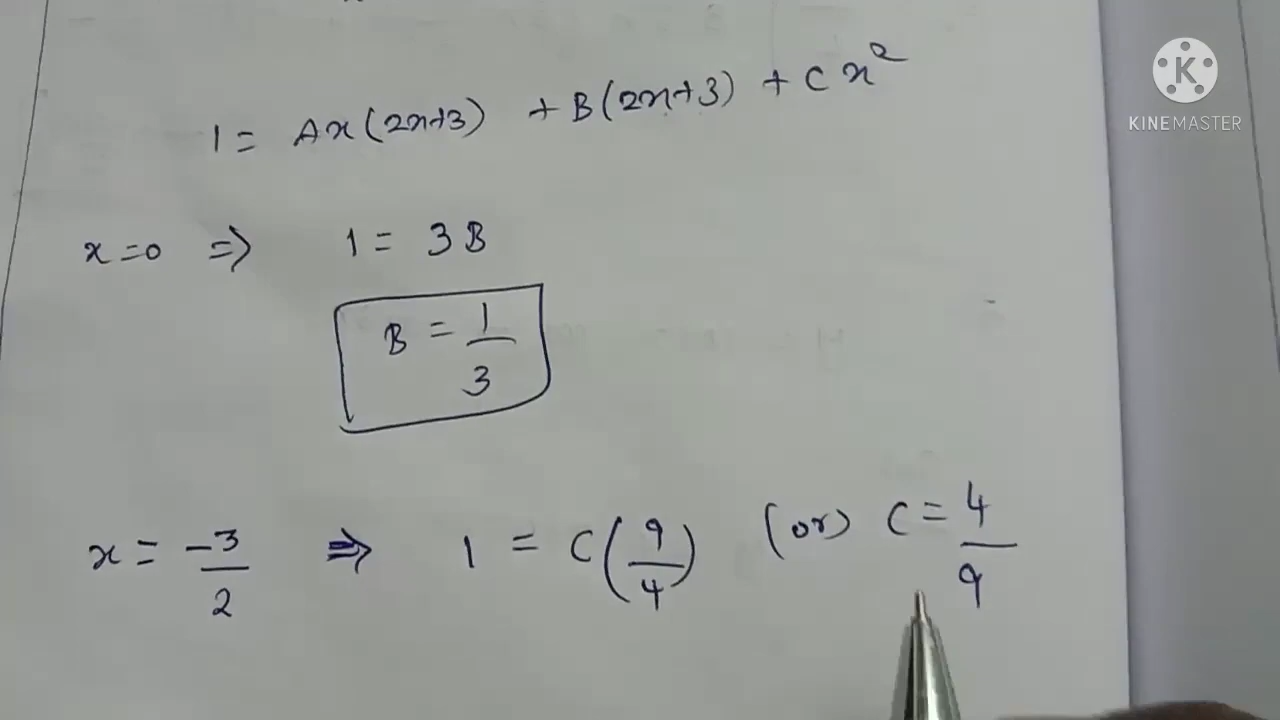 1 = Ax(2x+3) + B(2x+3) + Cx²
K
KINEMASTER
x=0 ⇒ 1 = 3B
B = 1/3
x = -3/2 ⇒ 1 = C(9/4) (or) C = 4/9